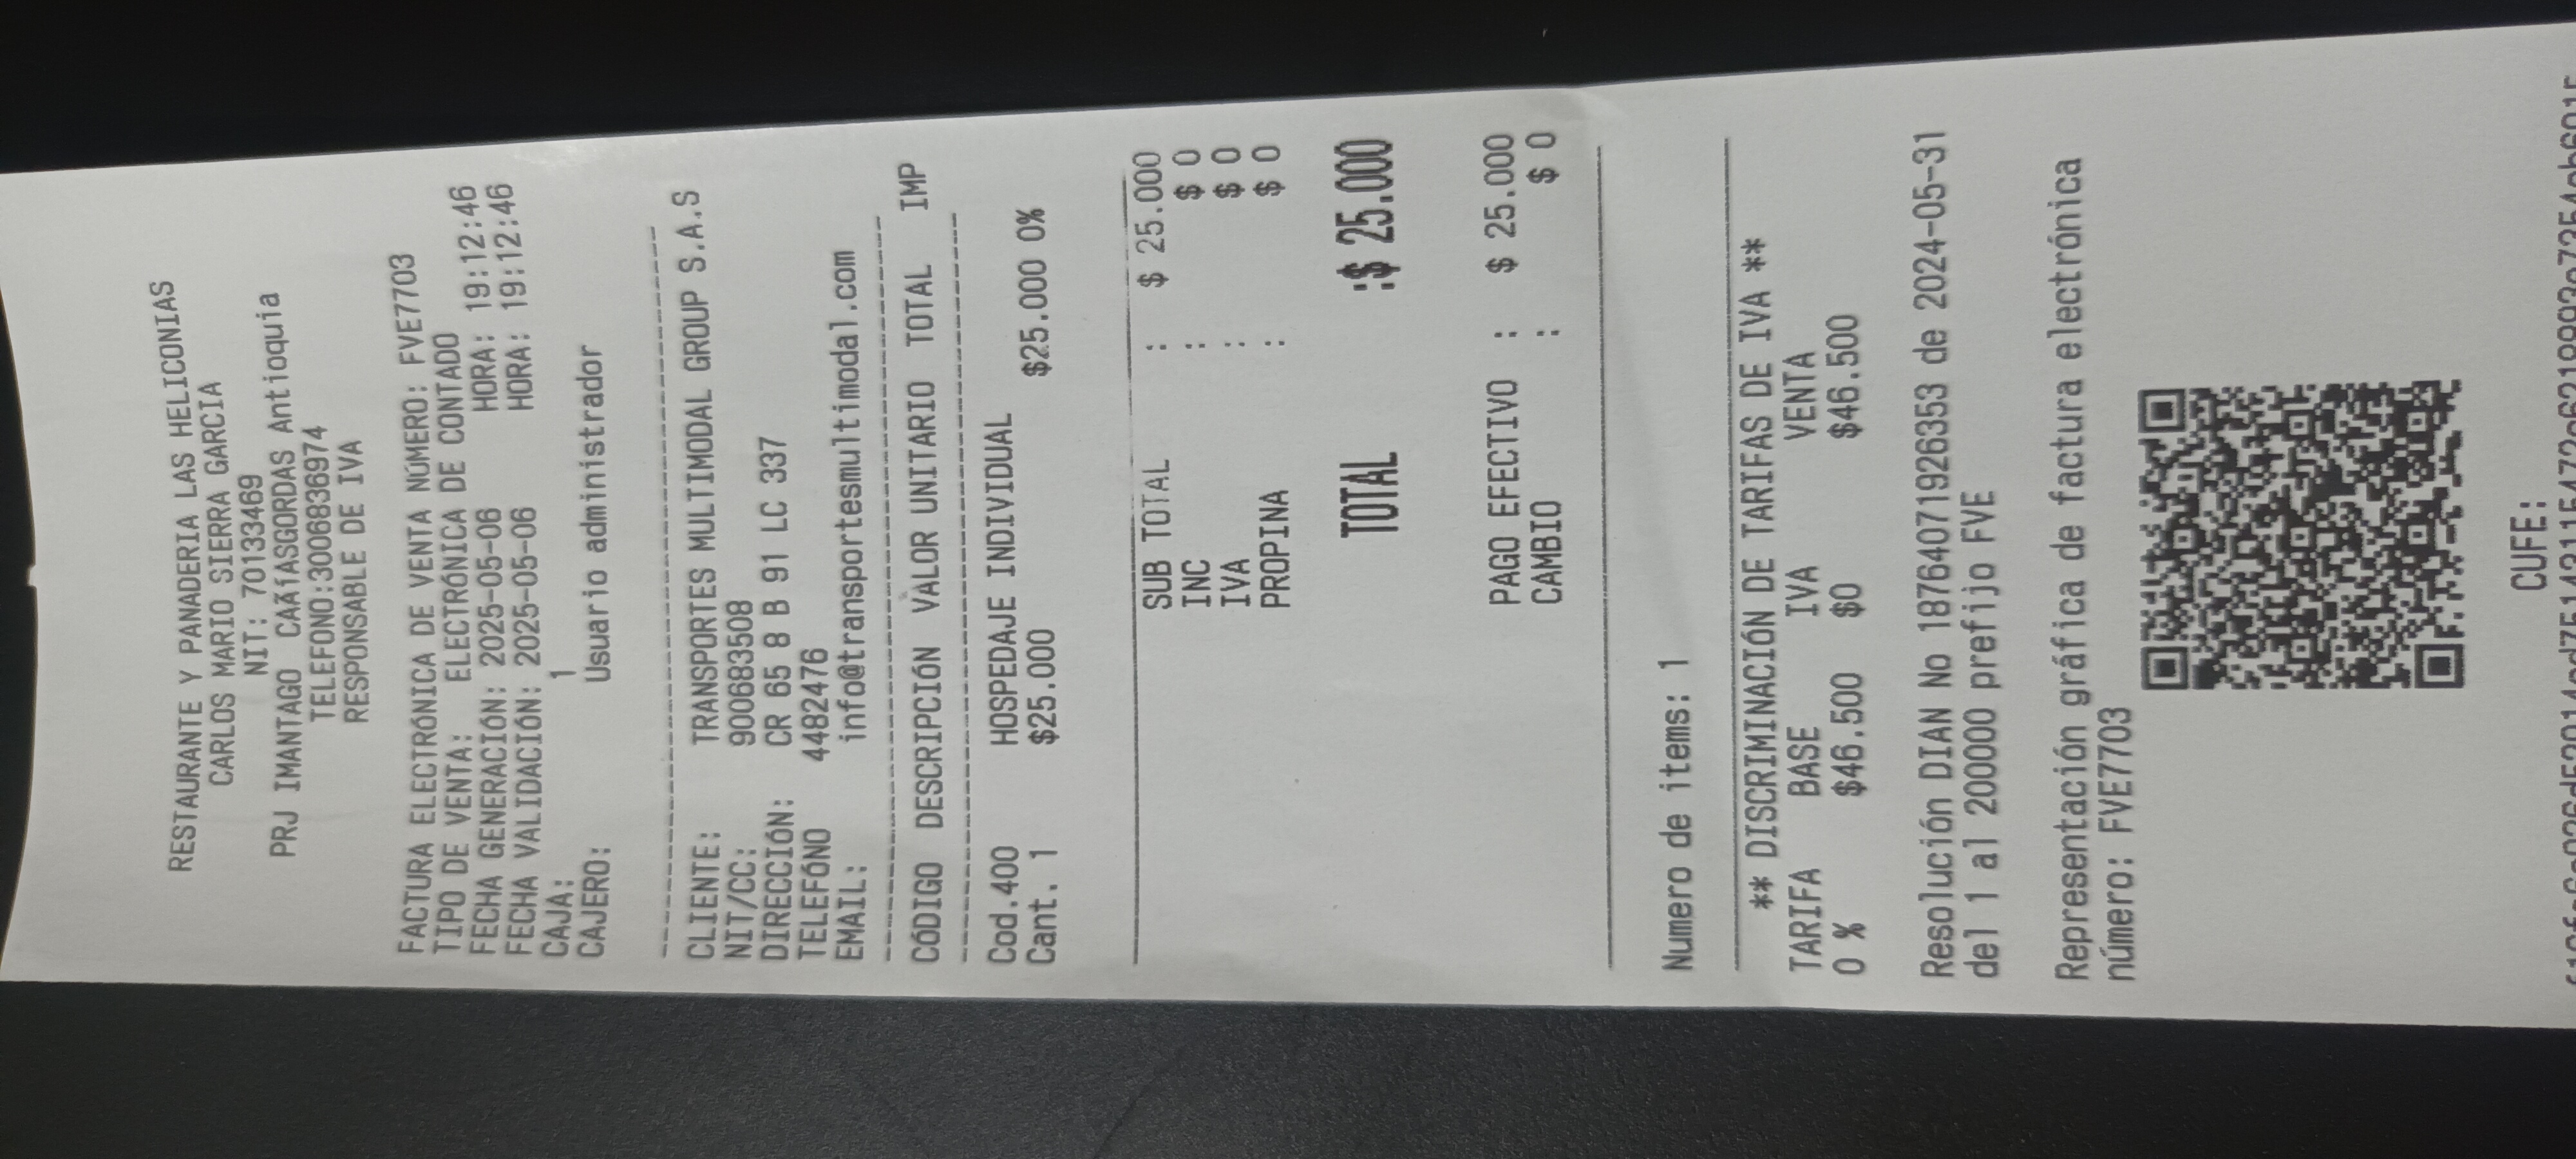 RESTAURANTE Y PANADERIA LAS HELICONIAS
CARLOS MARIO SIERRA GARCIA
NIT: 70133469
PRJ IMANTAGO CAÃ­ASGORDAS Antioquia
TELEFONO:3006836974
RESPONSABLE DE IVA
FACTURA ELECTRÓNICA DE VENTA NÚMERO: FVE7703
TIPO DE VENTA: ELECTRÓNICA DE CONTADO
FECHA GENERACIÓN: 2025-05-06 HORA: 19:12:46
FECHA VALIDACIÓN: 2025-05-06 HORA: 19:12:46
CAJA: 1
CAJERO: Usuario administrador
CLIENTE: TRANSPORTES MULTIMODAL GROUP S.A.S
NIT/CC: 900683508
DIRECCIÓN: CR 65 8 B 91 LC 337
TELEFÓNO 4482476
EMAIL: info@transportesmultimodal.com
CÓDIGO DESCRIPCIÓN VALOR UNITARIO TOTAL IMP
Cod.400 HOSPEDAJE INDIVIDUAL
Cant. 1 $25.000 $25.000 0%
SUB TOTAL : $ 25.000
INC : $ 0
IVA : $ 0
PROPINA : $ 0
TOTAL :$ 25.000
PAGO EFECTIVO : $ 25.000
CAMBIO : $ 0
Numero de items: 1
** DISCRIMINACIÓN DE TARIFAS DE IVA **
TARIFA BASE IVA VENTA
0 % $46.500 $0 $46.500
Resolución DIAN No 18764071926353 de 2024-05-31
del 1 al 200000 prefijo FVE
Representación gráfica de factura electrónica
número: FVE7703
CUFE: